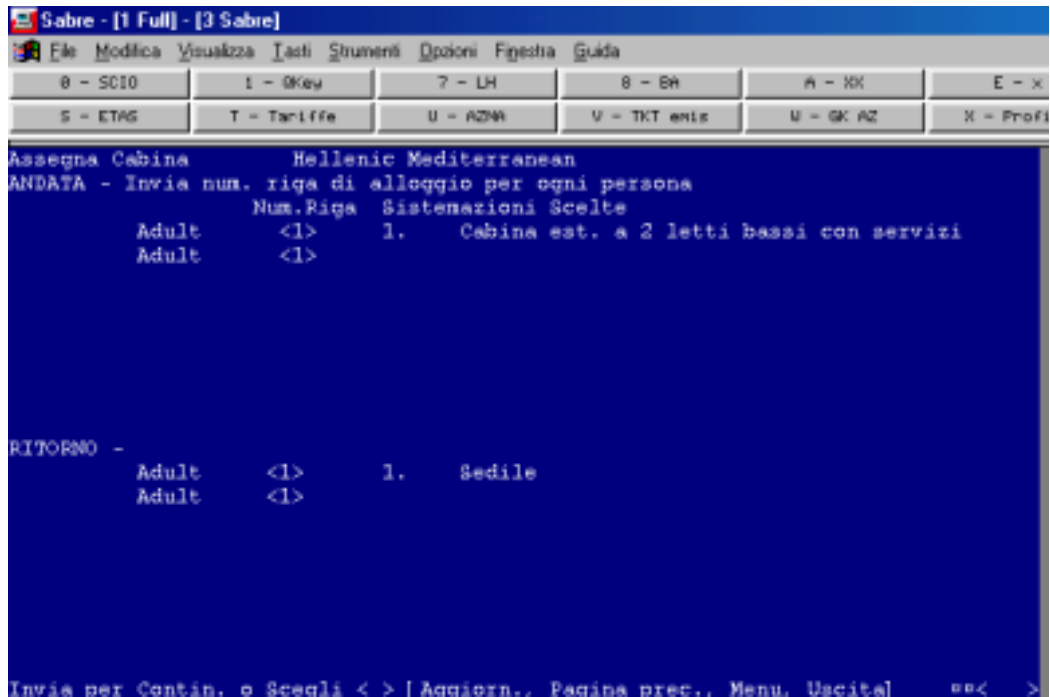 Sabre - [1 Full] - [3 Sabre]
File Modifica Visualizza Tasti Strumenti Opzioni Finestra Guida
0 - SCIO 1 - QKey 7 - LH 8 - BA A - XX E - x
S - ETAS T - Tariffe U - AZNA V - TKT emis W - GK AZ X - Profi
Assegna Cabina Hellenic Mediterranean
ANDATA - Invia num. riga di alloggio per ogni persona
Num.Riga Sistemazioni Scelte
Adult <1> 1. Cabina est. a 2 letti bassi con servizi
Adult <1>
RITORNO -
Adult <1> 1. Sedile
Adult <1>
Invia per Contin. o Scegli < > [Aggiorn., Pagina prec., Menu, Uscita] < >